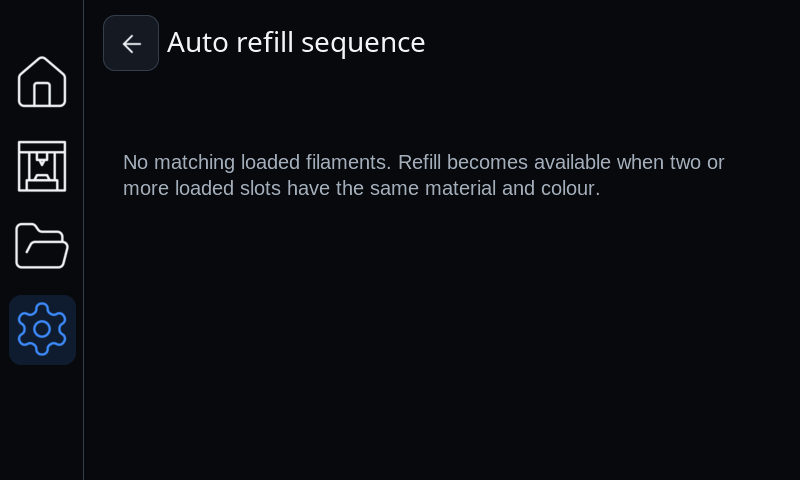 Auto refill sequence
No matching loaded filaments. Refill becomes available when two or
more loaded slots have the same material and colour.